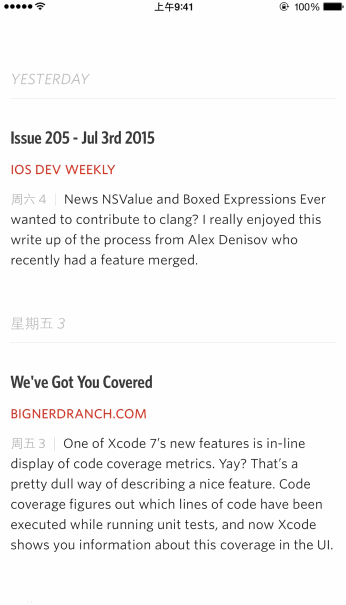 上午9:41
100%
YESTERDAY
Issue 205 - Jul 3rd 2015
IOS DEV WEEKLY
周六 4 | News NSValue and Boxed Expressions Ever
wanted to contribute to clang? I really enjoyed this
write up of the process from Alex Denisov who
recently had a feature merged.
星期五 3
We've Got You Covered
BIGNERDRANCH.COM
周五 3 | One of Xcode 7's new features is in-line
display of code coverage metrics. Yay? That's a
pretty dull way of describing a nice feature. Code
coverage figures out which lines of code have been
executed while running unit tests, and now Xcode
shows you information about this coverage in the UI.